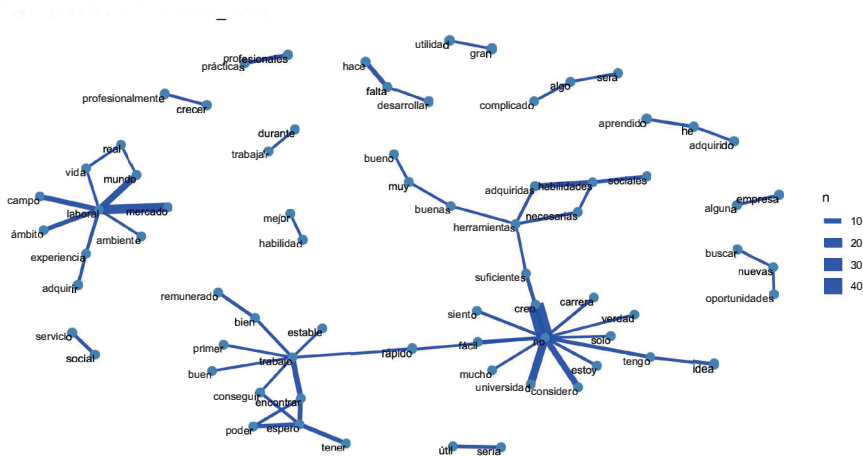 utilidad
gran
profesionales
prácticas
hace
falta
desarrollar
será
algo
complicado
profesionalmente
crecer
aprendido
he
adquirido
durante
trabajar
real
vida
mundo
bueno
muy
buenas
adquiridas
habilidades
sociales
necesarias
herramientas
campo
laboral
mercado
ámbito
ambiente
experiencia
adquirir
mejor
habilidad
empresa
alguna
n
10
20
30
40
buscar
nuevas
oportunidades
suficientes
remunerado
bien
estable
primer
trabajo
buen
conseguir
encontrar
poder
espero
tener
rápido
fácil
siento
creo
carrera
verdad
no
solo
mucho
estoy
tengo
idea
universidad
considero
servicio
social
útil
sería